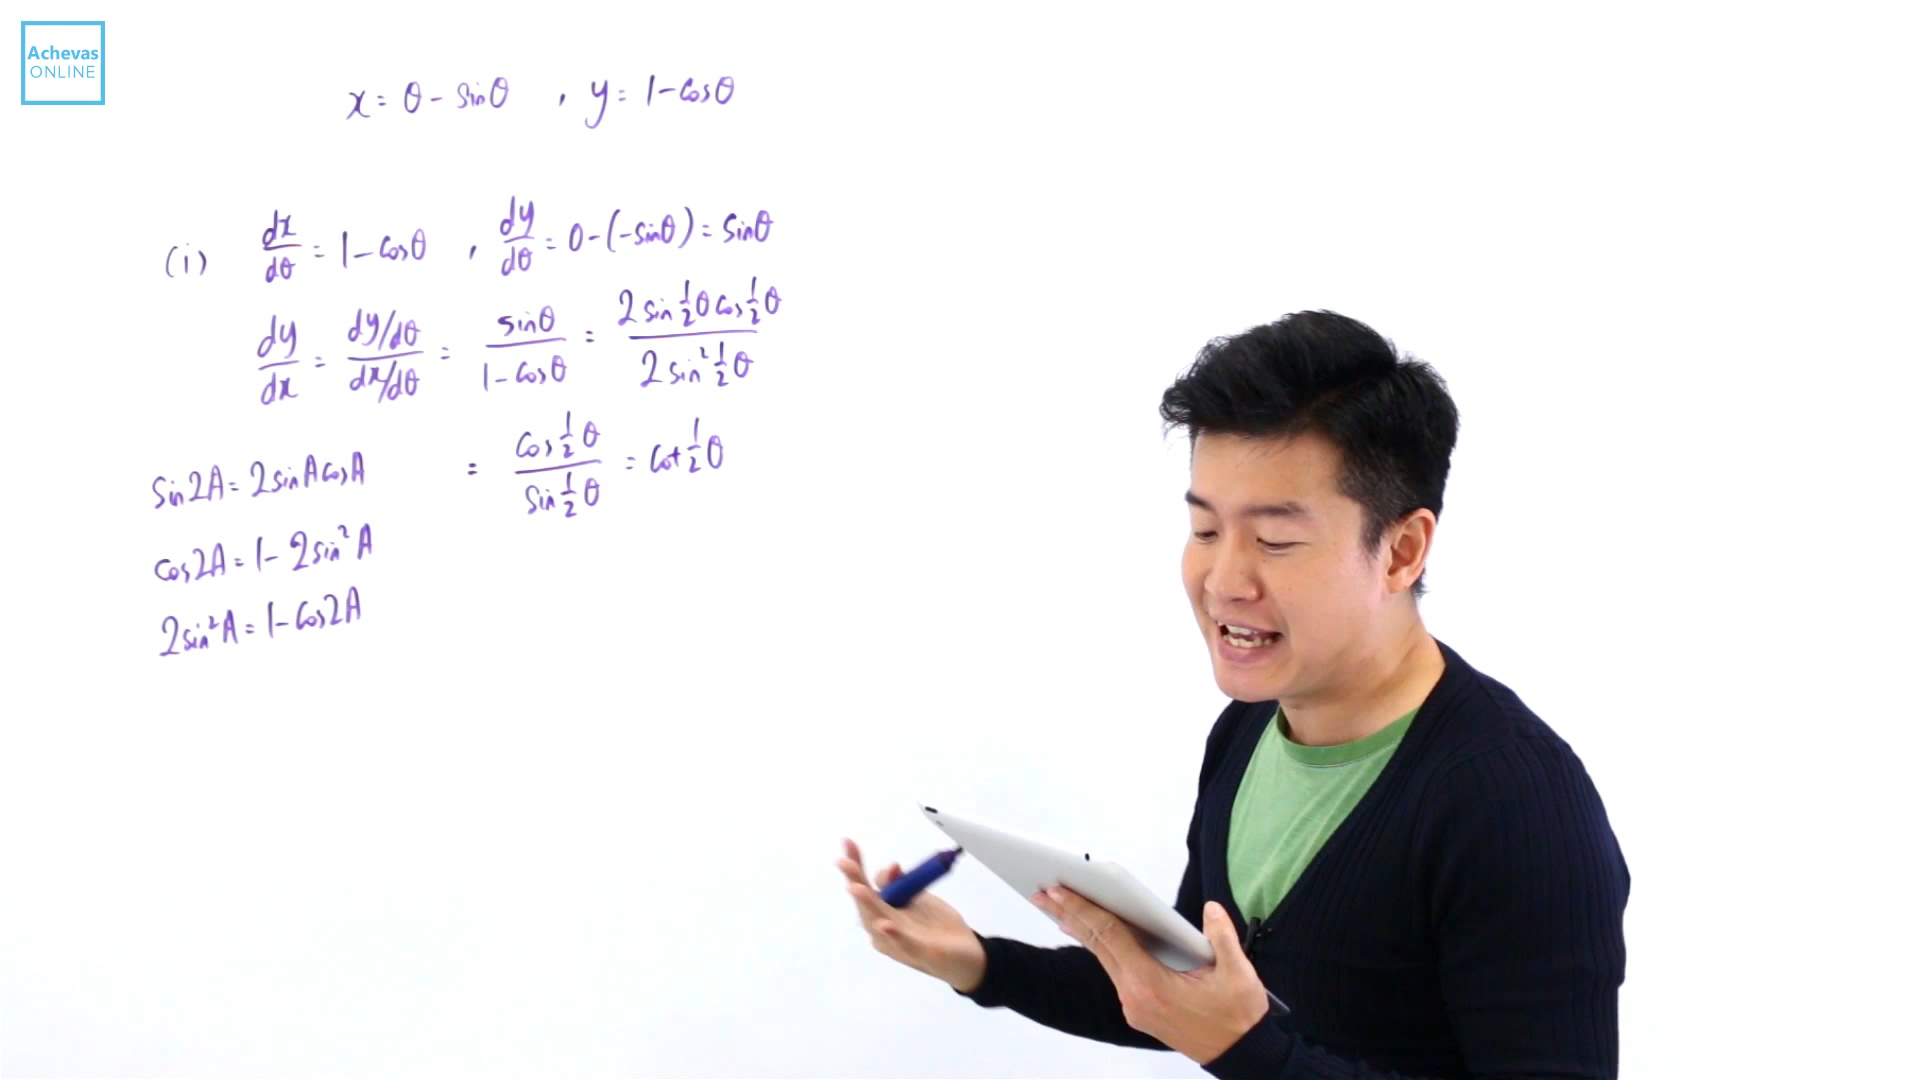 Achevas
ONLINE
x = θ - sinθ , y = 1 - cosθ
(i) dx/dθ = 1 - cosθ , dy/dθ = 0 - (-sinθ) = sinθ
dy/dx = (dy/dθ)/(dx/dθ) = sinθ/(1 - cosθ) = (2 sin ½θ cos ½θ)/(2 sin² ½θ)
= (cos ½θ)/(sin ½θ) = cot ½θ
sin2A = 2sinAcosA
cos2A = 1 - 2sin²A
2sin²A = 1 - cos2A